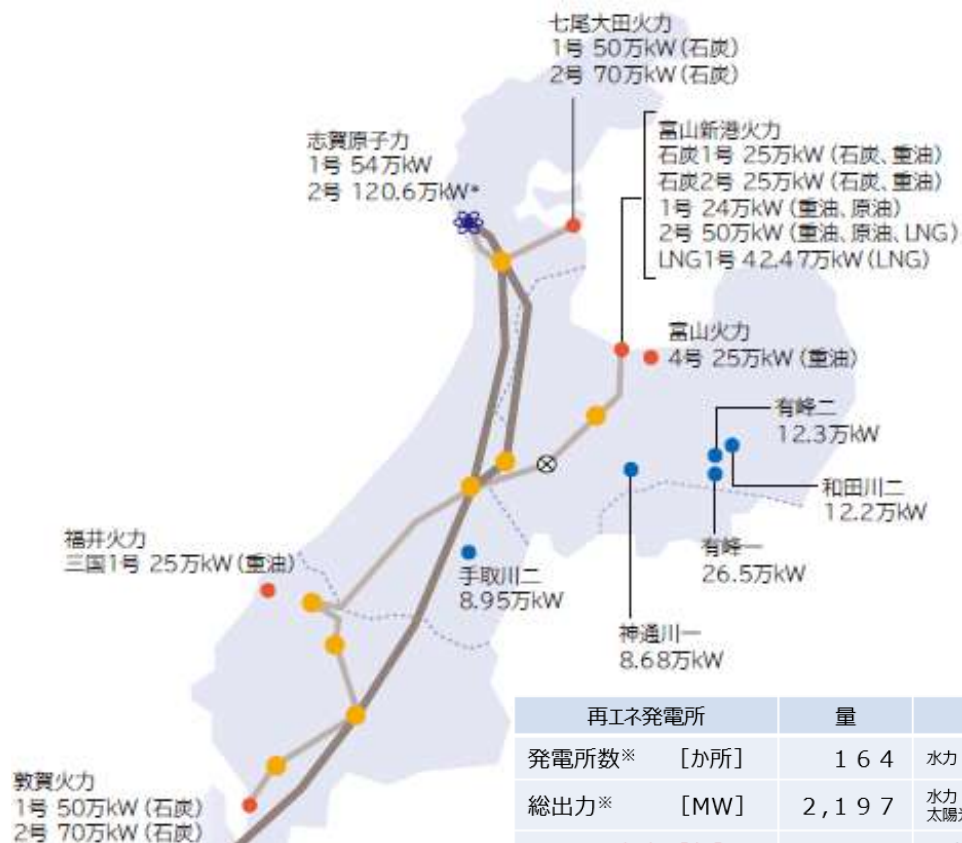 七尾大田火力
1号 50万kW(石炭)
2号 70万kW(石炭)
志賀原子力
1号 54万kW
2号 120.6万kW*
富山新港火力
石炭1号 25万kW(石炭、重油)
石炭2号 25万kW(石炭、重油)
1号 24万kW(重油、原油)
2号 50万kW(重油、原油、LNG)
LNG1号 42.47万kW(LNG)
富山火力
4号 25万kW(重油)
有峰二
12.3万kW
和田川二
12.2万kW
有峰一
26.5万kW
神通川一
8.68万kW
手取川二
8.95万kW
福井火力
三国1号 25万kW(重油)
敦賀火力
1号 50万kW(石炭)
2号 70万kW(石炭)
再エネ発電所 量
発電所数※ [か所] 164 水力
総出力※ [MW] 2,197 水力
太陽光